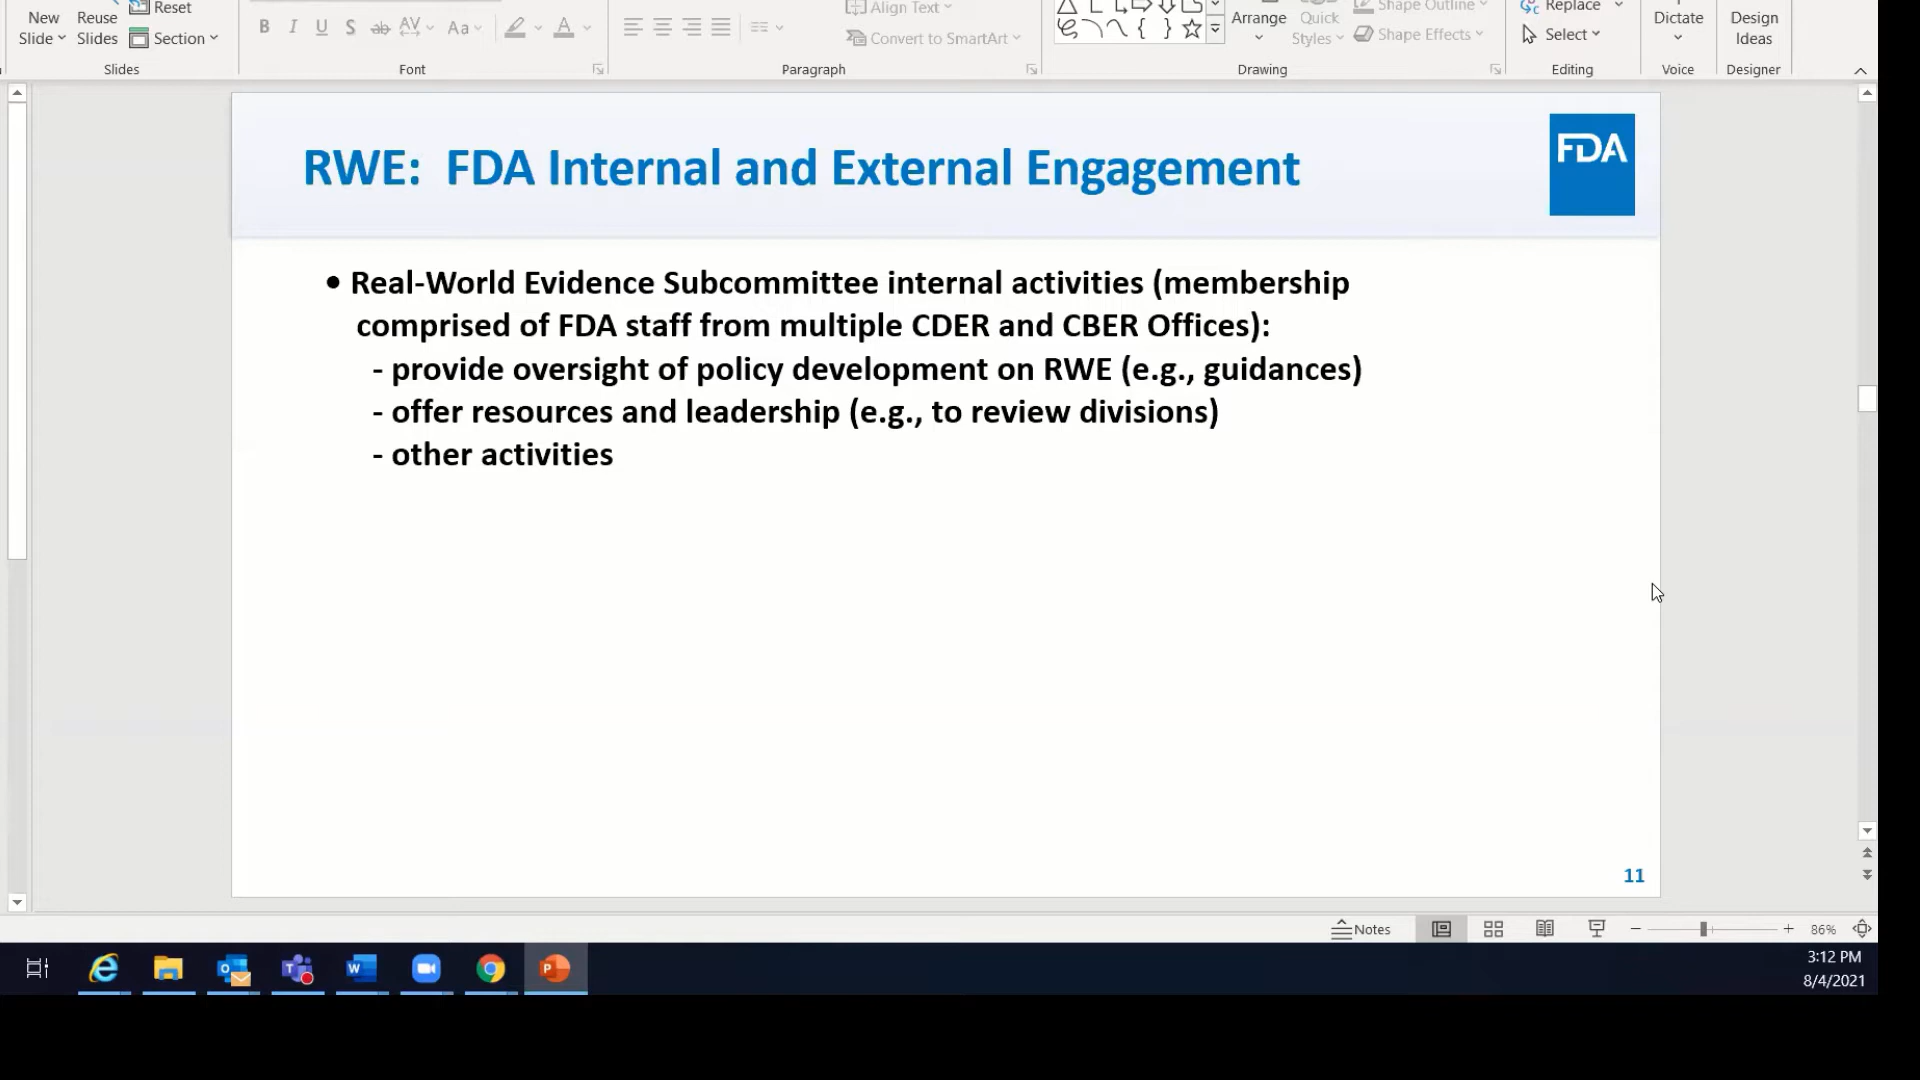 Reset
New
Slide
Reuse
Slides
Section
Slides
B I U S ab AV Aa A
Font
Align Text
Convert to SmartArt
Paragraph
Arrange
Quick
Styles
Shape Outline
Shape Effects
Drawing
Replace
Select
Editing
Dictate
Voice
Design
Ideas
Designer
RWE: FDA Internal and External Engagement
FDA
• Real-World Evidence Subcommittee internal activities (membership
comprised of FDA staff from multiple CDER and CBER Offices):
- provide oversight of policy development on RWE (e.g., guidances)
- offer resources and leadership (e.g., to review divisions)
- other activities
11
Notes
86%
3:12 PM
8/4/2021